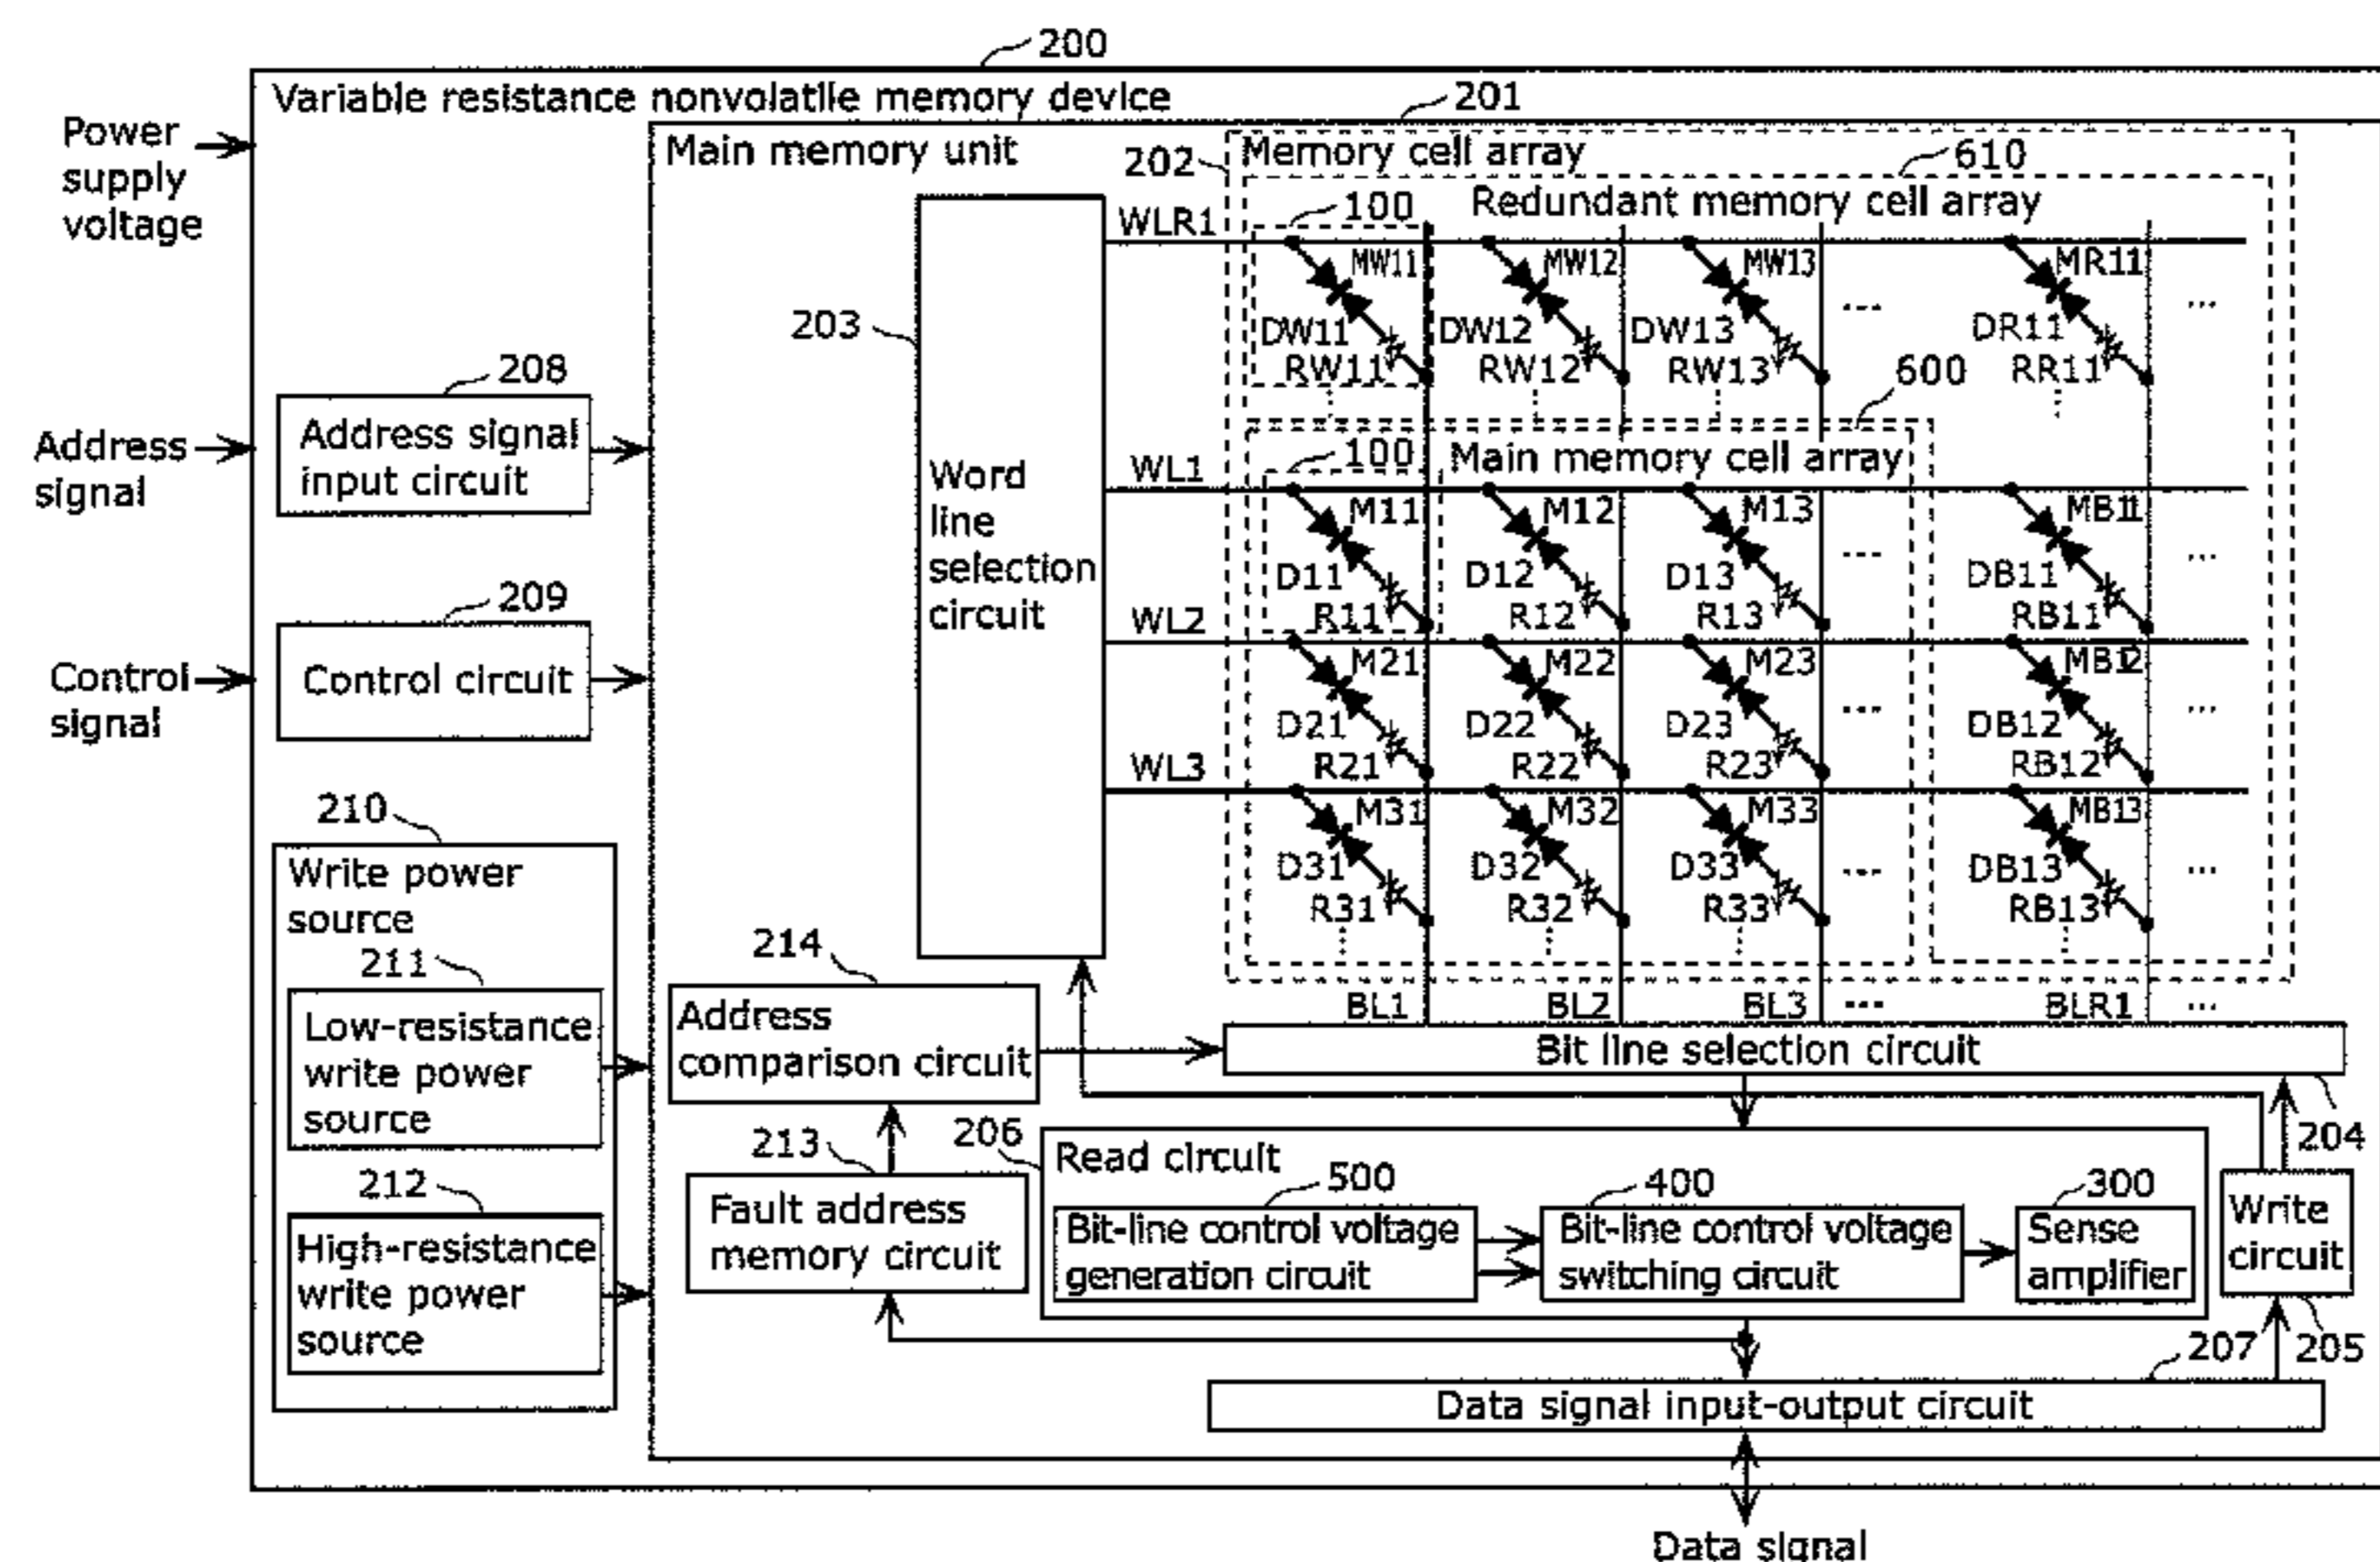 200
Variable resistance nonvolatile memory device
201
Power
supply
voltage
Main memory unit
202
Memory cell array
610
Redundant memory cell array
100
WLR1
MW11
MW12
MW13
MR11
203
DW11
DW12
DW13
...
DR11
...
RW11
RW12
RW13
RR11
600
208
Address signal
input circuit
Address
signal
100
Main memory cell array
Word
line
selection
circuit
WL1
M11
M12
M13
MB11
D11
D12
D13
...
DB11
...
R11
R12
R13
RB11
209
Control circuit
Control
signal
WL2
M21
M22
M23
MB12
D21
D22
D23
...
DB12
...
R21
R22
R23
RB12
WL3
M31
M32
M33
MB13
D31
D32
D33
...
DB13
...
R31
R32
R33
RB13
210
Write power
source
211
Low-resistance
write power
source
212
High-resistance
write power
source
214
Address
comparison circuit
BL1
BL2
BL3
...
BLR1
...
Bit line selection circuit
204
213
Fault address
memory circuit
206
Read circuit
500
Bit-line control voltage
generation circuit
400
Bit-line control voltage
switching circuit
300
Sense
amplifier
Write
circuit
205
207
Data signal input-output circuit
Data signal